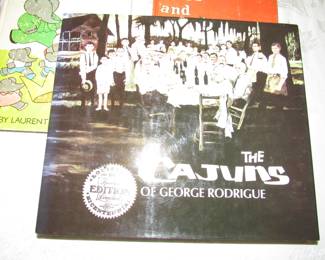 and
BY LAURENT
THE
CAJUNS
OF GEORGE RODRIGUE
EDITION